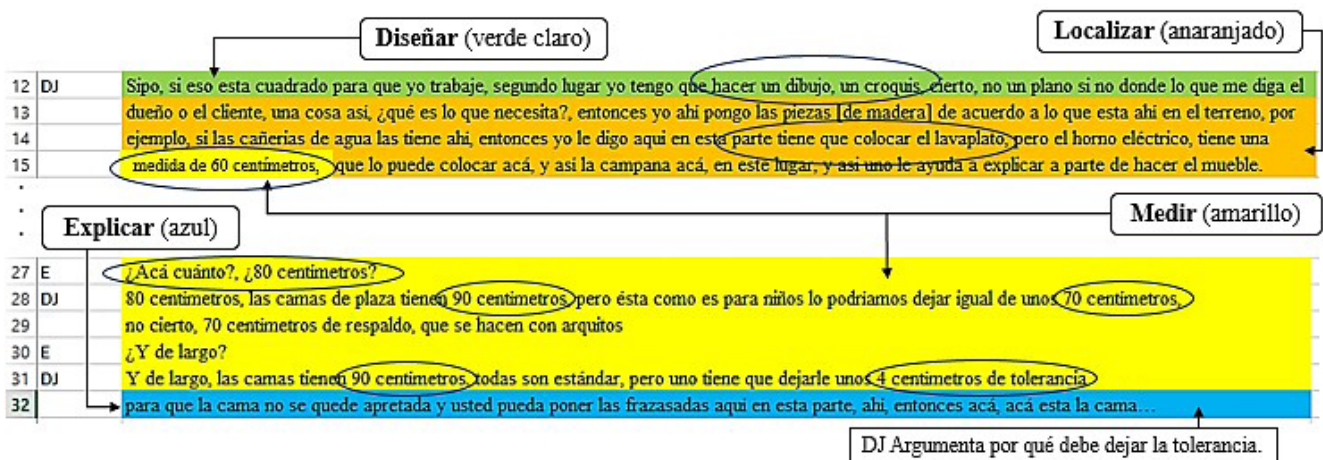 Diseñar (verde claro)
Localizar (anaranjado)
12 DJ Sipo, si eso esta cuadrado para que yo trabaje, segundo lugar yo tengo que hacer un dibujo, un croquis, cierto, no un plano si no donde lo que me diga el
13 dueño o el cliente, una cosa asi, ¿qué es lo que necesita?, entonces yo ahi pongo las piezas [de madera] de acuerdo a lo que esta ahi en el terreno, por
14 ejemplo, si las cañerias de agua las tiene ahi, entonces yo le digo aqui en esta parte tiene que colocar el lavaplato, pero el horno eléctrico, tiene una
15 medida de 60 centímetros, que lo puede colocar acá, y asi la campana acá, en este lugar, y asi uno le ayuda a explicar a parte de hacer el mueble.
.
.
.
Explicar (azul)
Medir (amarillo)
27 E ¿Acá cuánto?, ¿80 centimetros?
28 DJ 80 centimetros, las camas de plaza tienen 90 centimetros, pero ésta como es para niños lo podriamos dejar igual de unos 70 centimetros,
29 no cierto, 70 centimetros de respaldo, que se hacen con arquitos
30 E ¿Y de largo?
31 DJ Y de largo, las camas tienen 90 centimetros, todas son estándar, pero uno tiene que dejarle unos 4 centimetros de tolerancia
32 para que la cama no se quede apretada y usted pueda poner las frazasadas aqui en esta parte, ahi, entonces acá, acá esta la cama...
DJ Argumenta por qué debe dejar la tolerancia.